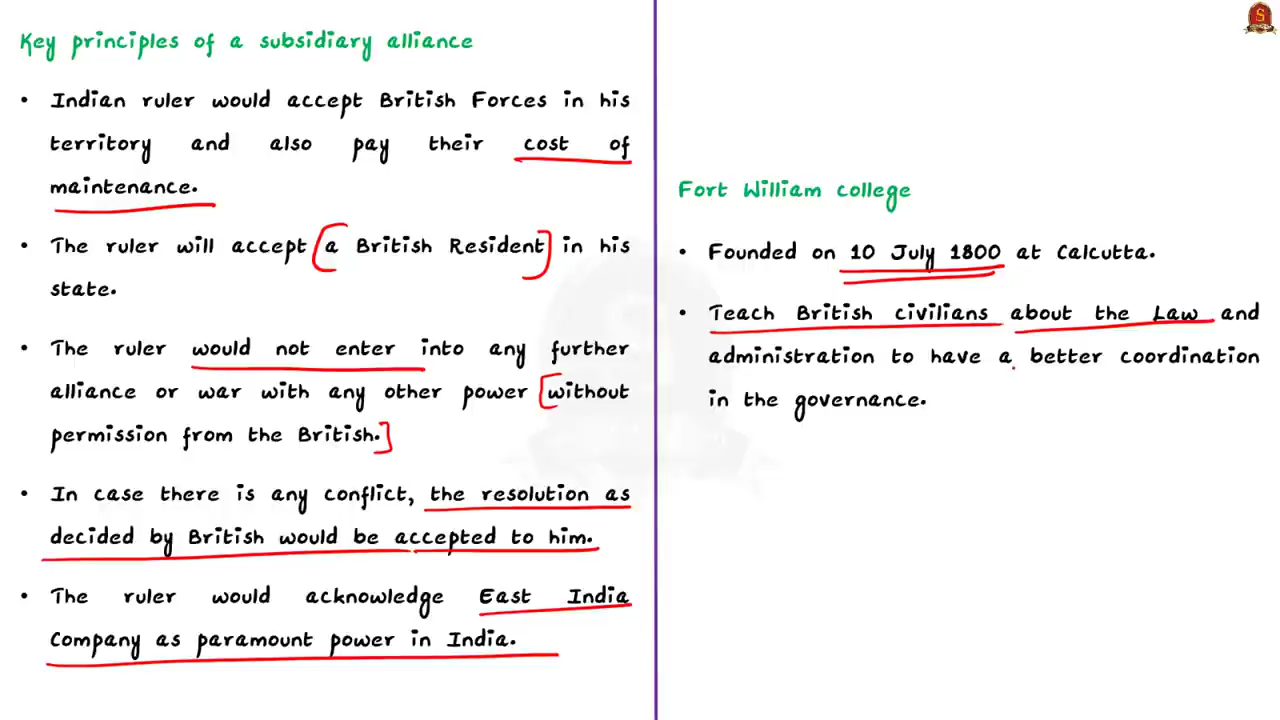 Key principles of a subsidiary alliance
• Indian ruler would accept British Forces in his
territory and also pay their cost of
maintenance.
• The ruler will accept [a British Resident] in his
state.
• The ruler would not enter into any further
alliance or war with any other power [without
permission from the British.]
• In case there is any conflict, the resolution as
decided by British would be accepted to him.
• The ruler would acknowledge East India
Company as paramount power in India.
Fort William college
• Founded on 10 July 1800 at Calcutta.
• Teach British civilians about the Law and
administration to have a better coordination
in the governance.